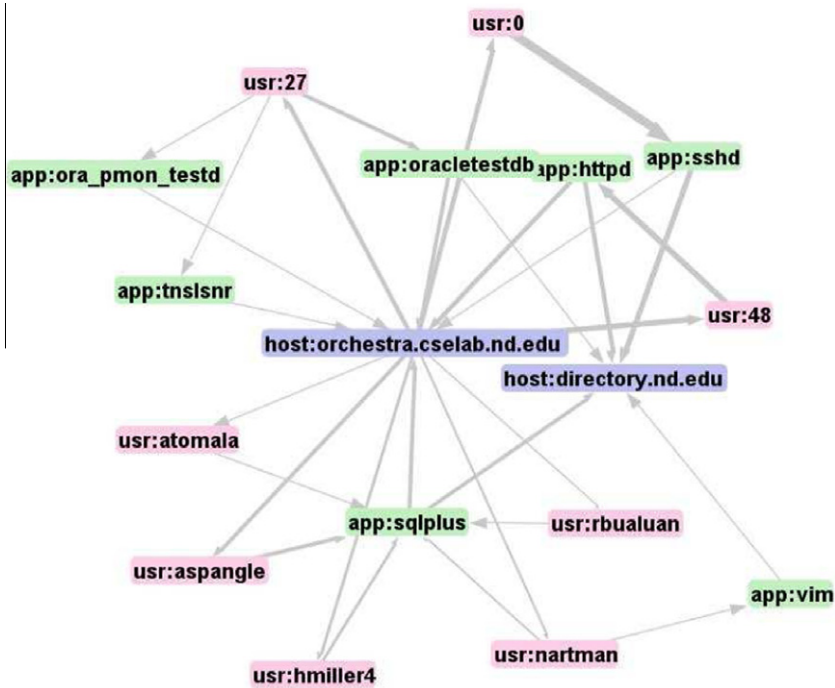 usr:0
usr:27
app:oracletestdb
app:httpd
app:sshd
app:ora_pmon_testd
app:tnslsnr
usr:48
host:orchestra.cselab.nd.edu
host:directory.nd.edu
usr:atomala
app:sqlplus
usr:rbualuan
usr:aspangle
app:vim
usr:nartman
usr:hmiller4